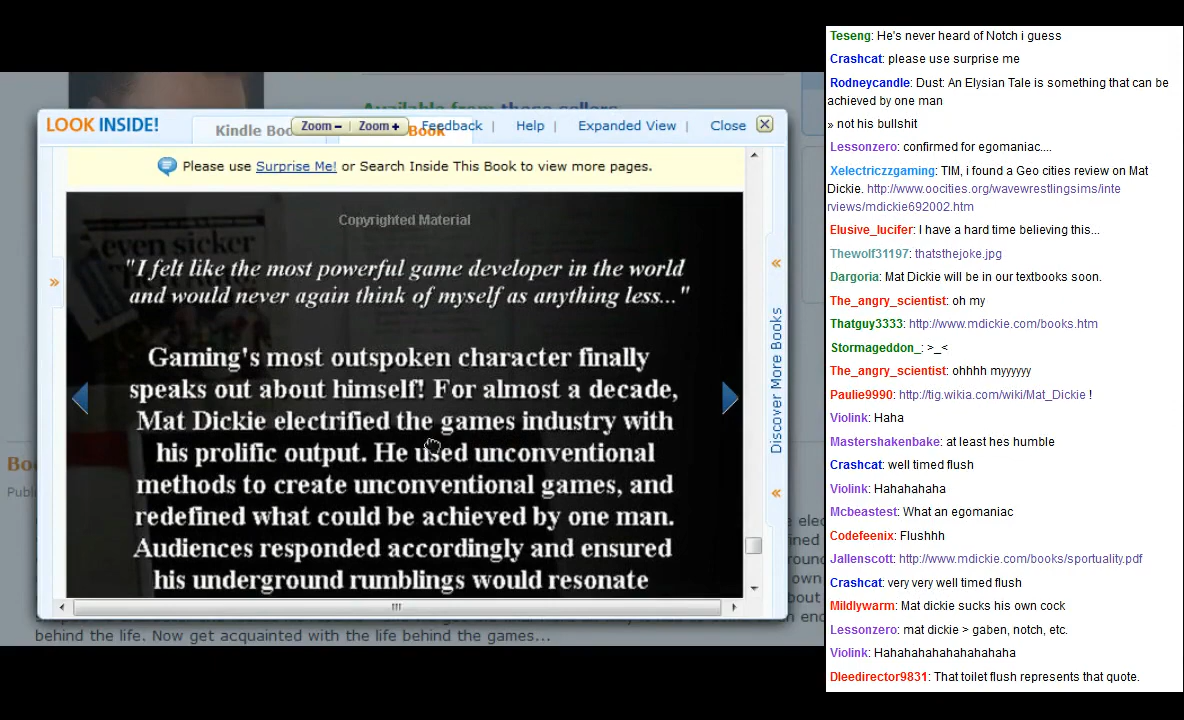 LOOK INSIDE!
Kindle Boo
Zoom –
Zoom +
Book
Feedback
Help
Expanded View
Close
Available from these sellers
Please use Surprise Me! or Search Inside This Book to view more pages.
Copyrighted Material
even sicker
"I felt like the most powerful game developer in the world
and would never again think of myself as anything less..."
Gaming's most outspoken character finally
speaks out about himself! For almost a decade,
Mat Dickie electrified the games industry with
his prolific output. He used unconventional
methods to create unconventional games, and
redefined what could be achieved by one man.
Audiences responded accordingly and ensured
his underground rumblings would resonate
Discover More Books
Boo
Publi
behind the life. Now get acquainted with the life behind the games...
Teseng: He's never heard of Notch i guess
Crashcat: please use surprise me
Rodneycandle: Dust: An Elysian Tale is something that can be
achieved by one man
» not his bullshit
Lessonzero: confirmed for egomaniac....
Xelectriczzgaming: TIM, i found a Geo cities review on Mat
Dickie. http://www.oocities.org/wavewrestlingsims/inte
rviews/mdickie692002.htm
Elusive_lucifer: I have a hard time believing this...
Thewolf31197: thatsthejoke.jpg
Dargoria: Mat Dickie will be in our textbooks soon.
The_angry_scientist: oh my
Thatguy3333: http://www.mdickie.com/books.htm
Stormageddon_: >_<
The_angry_scientist: ohhhh myyyyyy
Paulie9990: http://tig.wikia.com/wiki/Mat_Dickie !
Violink: Haha
Mastershakenbake: at least hes humble
Crashcat: well timed flush
Violink: Hahahahaha
Mcbeastest: What an egomaniac
Codefeenix: Flushhh
Jallenscott: http://www.mdickie.com/books/sportuality.pdf
Crashcat: very very well timed flush
Mildlywarm: Mat dickie sucks his own cock
Lessonzero: mat dickie > gaben, notch, etc.
Violink: Hahahahahahahahahaha
Dleedirector9831: That toilet flush represents that quote.